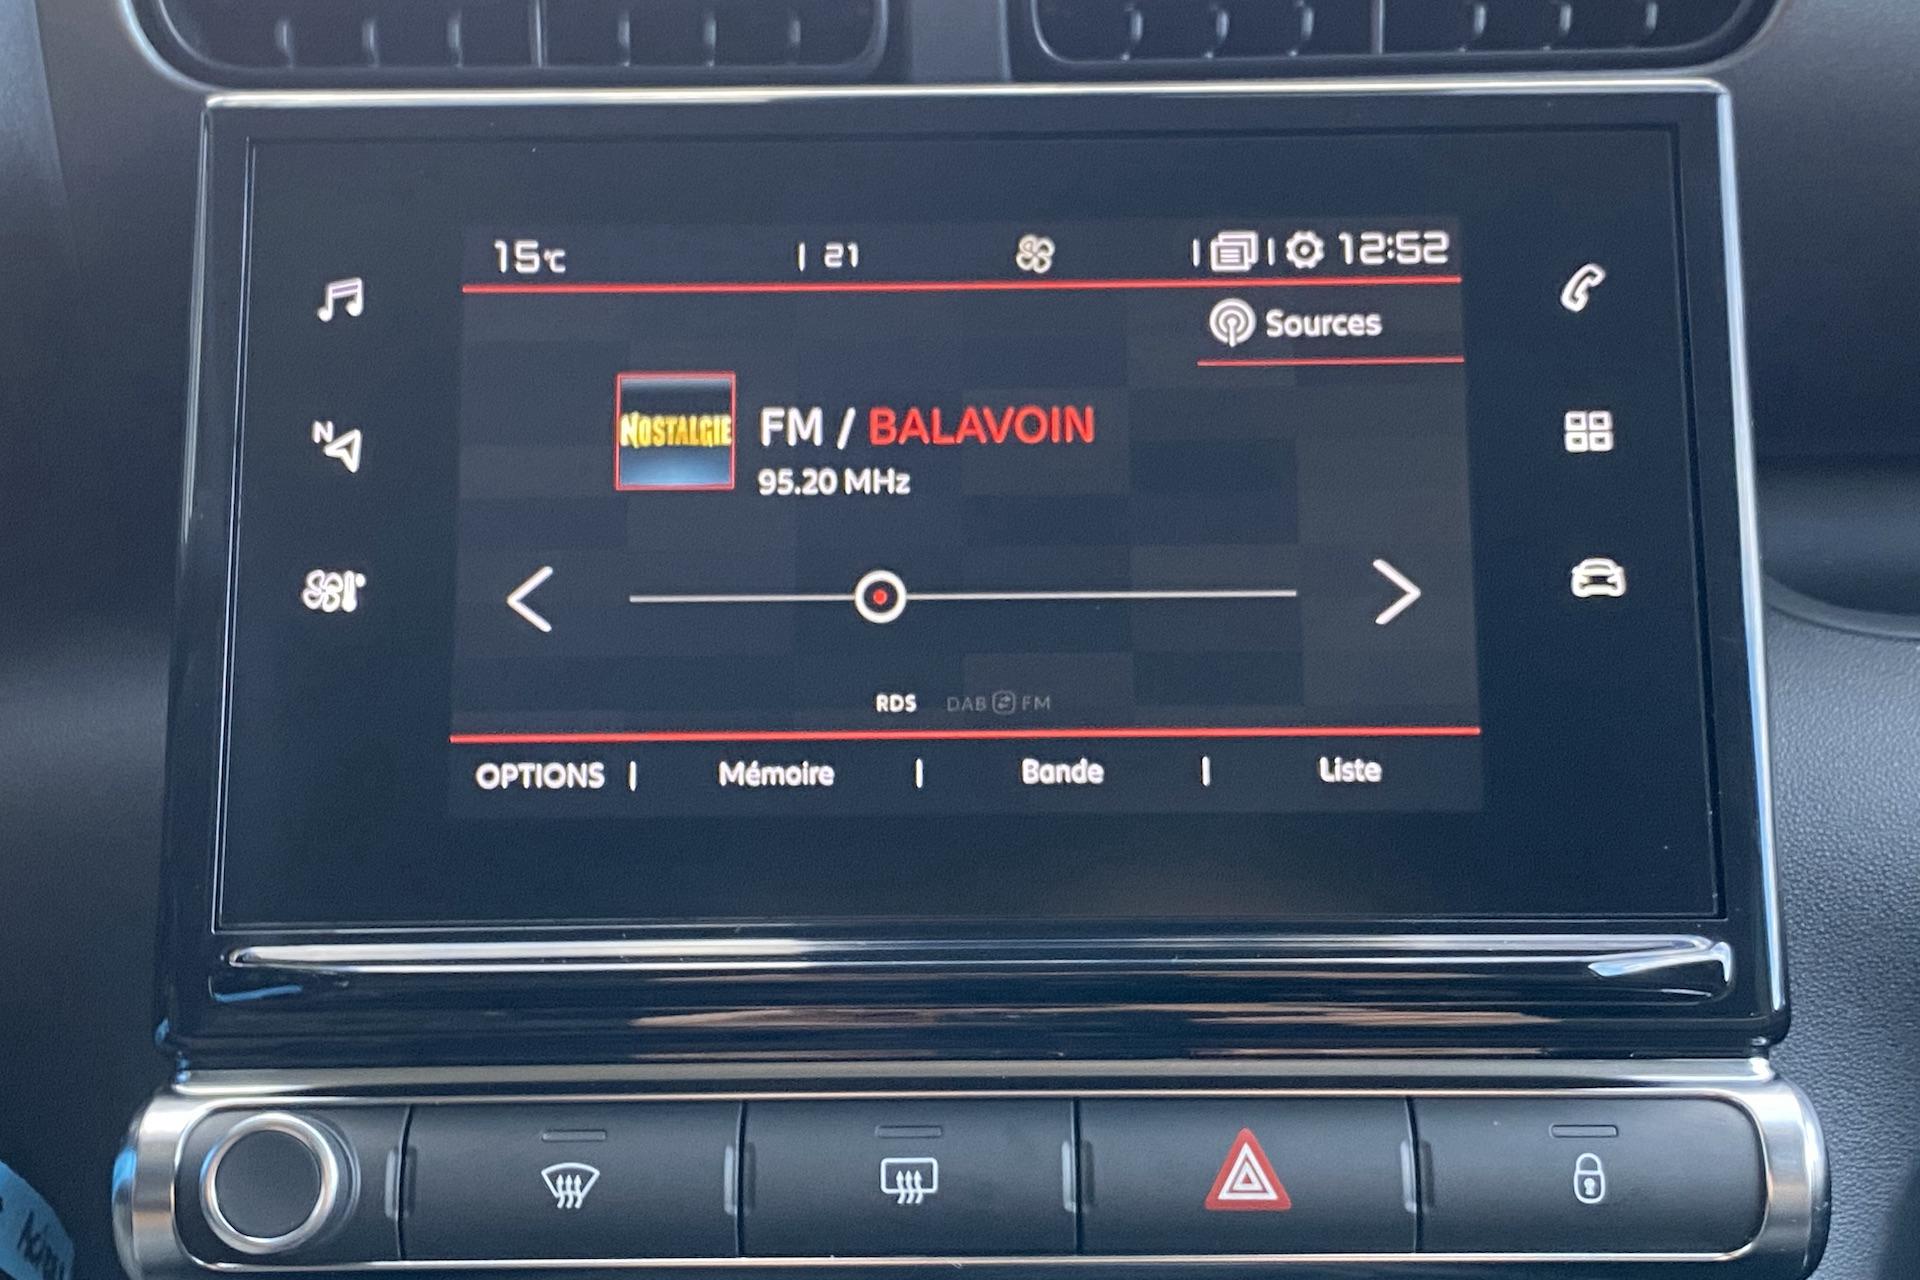 15°C | 21 12:52
Sources
NOSTALGIE
FM / BALAVOIN
95.20 MHz
N
RDS DAB FM
OPTIONS | Mémoire | Bande | Liste